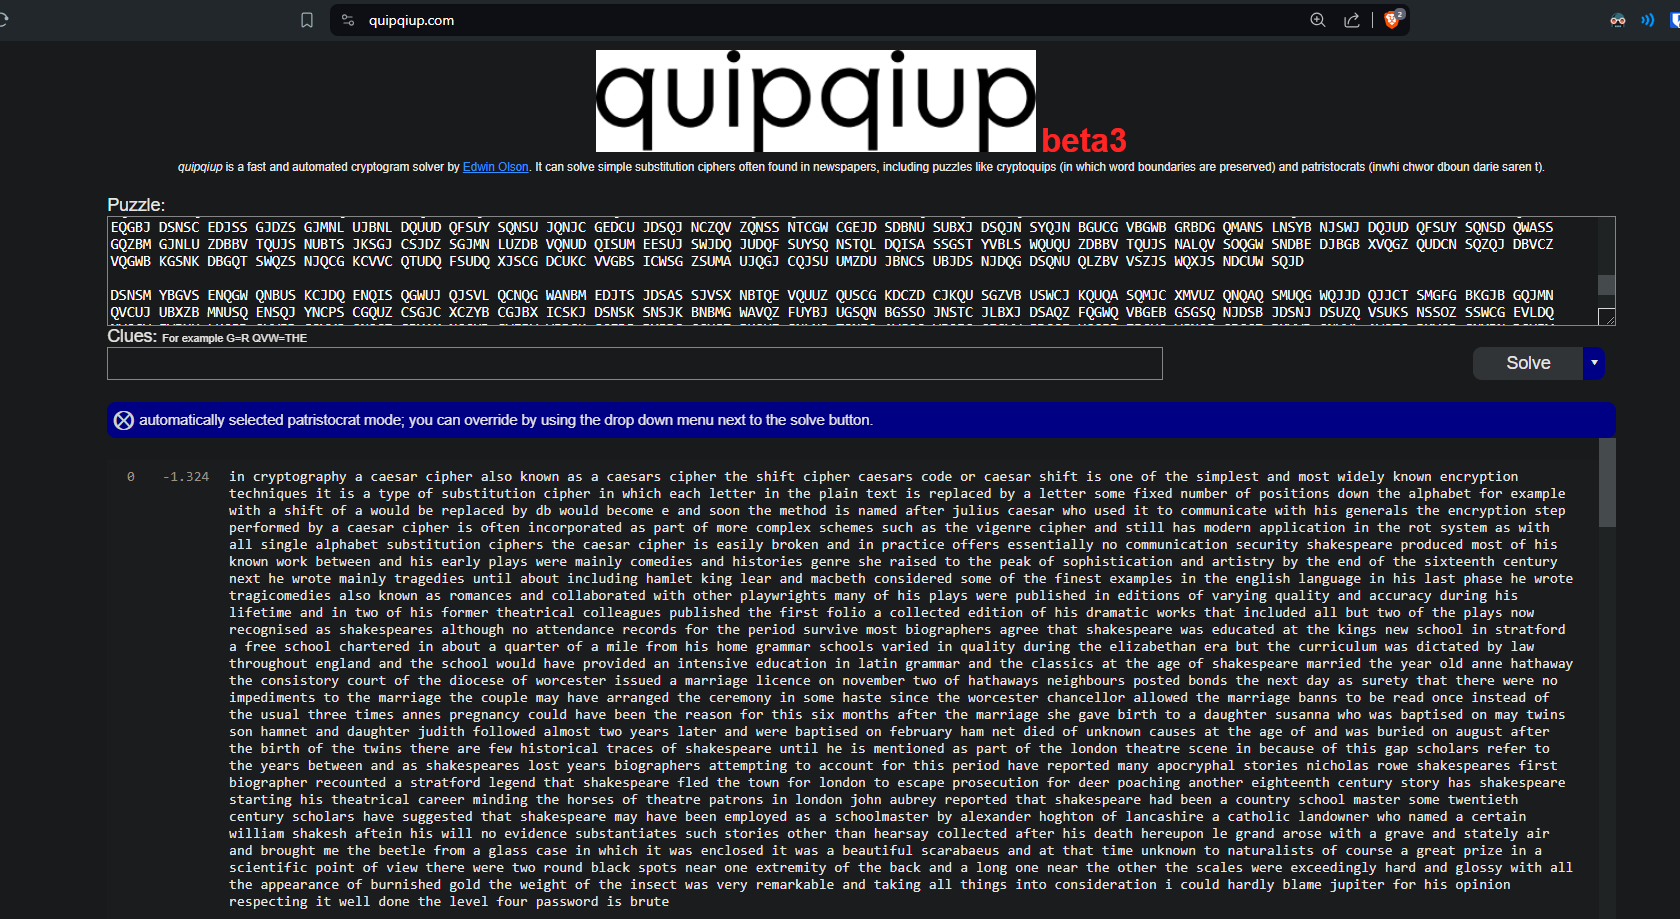 quipqiup.com
2
quipqiup beta3
quipqiup is a fast and automated cryptogram solver by Edwin Olson. It can solve simple substitution ciphers often found in newspapers, including puzzles like cryptoquips (in which word boundaries are preserved) and patristocrats (inwhi chwor dboun darie saren t).
Puzzle:
EQGBJ DSNSC EDJSS GJDZS GJMNL UJBNL DQUUD QFSUY SQNSU JQNJC GEDCU JDSQJ NCZQV ZQNSS NTCGW CGEJD SDBNU SUBXJ DSQJN SYQJN BGUCG VBGWB GRBDG QMANS LNSYB NJSWJ DQJUD QFSUY SQNSD QWASS
GQZBM GJNLU ZDBBV TQUJS NUBTS JKSGJ CSJDZ SGJMN LUZDB VQNUD QISUM EESUJ SWJDQ JUDQF SUYSQ NSTQL DQISA SSGST YVBLS WQUQU ZDBBV TQUJS NALQV SOQGW SNDBE DJBGB XVQGZ QUDCN SQZQJ DBVCZ
VQGWB KGSNK DBGQT SWQZS NJQCG KCVVC QTUDQ FSUDQ XJSCG DCUKC VVGBS ICWSG ZSUMA UJQGJ CQJSU UMZDU JBNCS UBJDS NJDQG DSQNU QLZBV VSZJS WQXJS NDCUW SQJD
DSNSM YBGVS ENQGW QNBUS KCJDQ ENQIS QGWUJ QJSVL QCNQG WANBM EDJTS JDSAS SJVSX NBTQE VQUUZ QUSCG KDCZD CJKQU SGZVB USWCJ KQUQA SQMJC XMVUZ QNQAQ SMUQG WQJJD QJJCT SMGFG BKGJB GQJMN
QVCUJ UBXZB MNUSQ ENSQJ YNCPS CGQUZ CSGJC XCZYB CGJBX ICSKJ DSNSK SNSJK BNBMG WAVQZ FUYBJ UGSQN BGSSO JNSTC JLBXJ DSAQZ FQGWQ VBGEB GSGSQ NJDSB JDSNJ DSUZQ VSUKS NSSOZ SSWCG EVLDQ
Clues: For example G=R QVW=THE
Solve
automatically selected patristocrat mode; you can override by using the drop down menu next to the solve button.
0 -1.324 in cryptography a caesar cipher also known as a caesars cipher the shift cipher caesars code or caesar shift is one of the simplest and most widely known encryption
techniques it is a type of substitution cipher in which each letter in the plain text is replaced by a letter some fixed number of positions down the alphabet for example
with a shift of a would be replaced by db would become e and soon the method is named after julius caesar who used it to communicate with his generals the encryption step
performed by a caesar cipher is often incorporated as part of more complex schemes such as the vigenre cipher and still has modern application in the rot system as with
all single alphabet substitution ciphers the caesar cipher is easily broken and in practice offers essentially no communication security shakespeare produced most of his
known work between and his early plays were mainly comedies and histories genre she raised to the peak of sophistication and artistry by the end of the sixteenth century
next he wrote mainly tragedies until about including hamlet king lear and macbeth considered some of the finest examples in the english language in his last phase he wrote
tragicomedies also known as romances and collaborated with other playwrights many of his plays were published in editions of varying quality and accuracy during his
lifetime and in two of his former theatrical colleagues published the first folio a collected edition of his dramatic works that included all but two of the plays now
recognised as shakespeares although no attendance records for the period survive most biographers agree that shakespeare was educated at the kings new school in stratford
a free school chartered in about a quarter of a mile from his home grammar schools varied in quality during the elizabethan era but the curriculum was dictated by law
throughout england and the school would have provided an intensive education in latin grammar and the classics at the age of shakespeare married the year old anne hathaway
the consistory court of the diocese of worcester issued a marriage licence on november two of hathaways neighbours posted bonds the next day as surety that there were no
impediments to the marriage the couple may have arranged the ceremony in some haste since the worcester chancellor allowed the marriage banns to be read once instead of
the usual three times annes pregnancy could have been the reason for this six months after the marriage she gave birth to a daughter susanna who was baptised on may twins
son hamnet and daughter judith followed almost two years later and were baptised on february ham net died of unknown causes at the age of and was buried on august after
the birth of the twins there are few historical traces of shakespeare until he is mentioned as part of the london theatre scene in because of this gap scholars refer to
the years between and as shakespeares lost years biographers attempting to account for this period have reported many apocryphal stories nicholas rowe shakespeares first
biographer recounted a stratford legend that shakespeare fled the town for london to escape prosecution for deer poaching another eighteenth century story has shakespeare
starting his theatrical career minding the horses of theatre patrons in london john aubrey reported that shakespeare had been a country school master some twentieth
century scholars have suggested that shakespeare may have been employed as a schoolmaster by alexander hoghton of lancashire a catholic landowner who named a certain
william shakesh aftein his will no evidence substantiates such stories other than hearsay collected after his death hereupon le grand arose with a grave and stately air
and brought me the beetle from a glass case in which it was enclosed it was a beautiful scarabaeus and at that time unknown to naturalists of course a great prize in a
scientific point of view there were two round black spots near one extremity of the back and a long one near the other the scales were exceedingly hard and glossy with all
the appearance of burnished gold the weight of the insect was very remarkable and taking all things into consideration i could hardly blame jupiter for his opinion
respecting it well done the level four password is brute